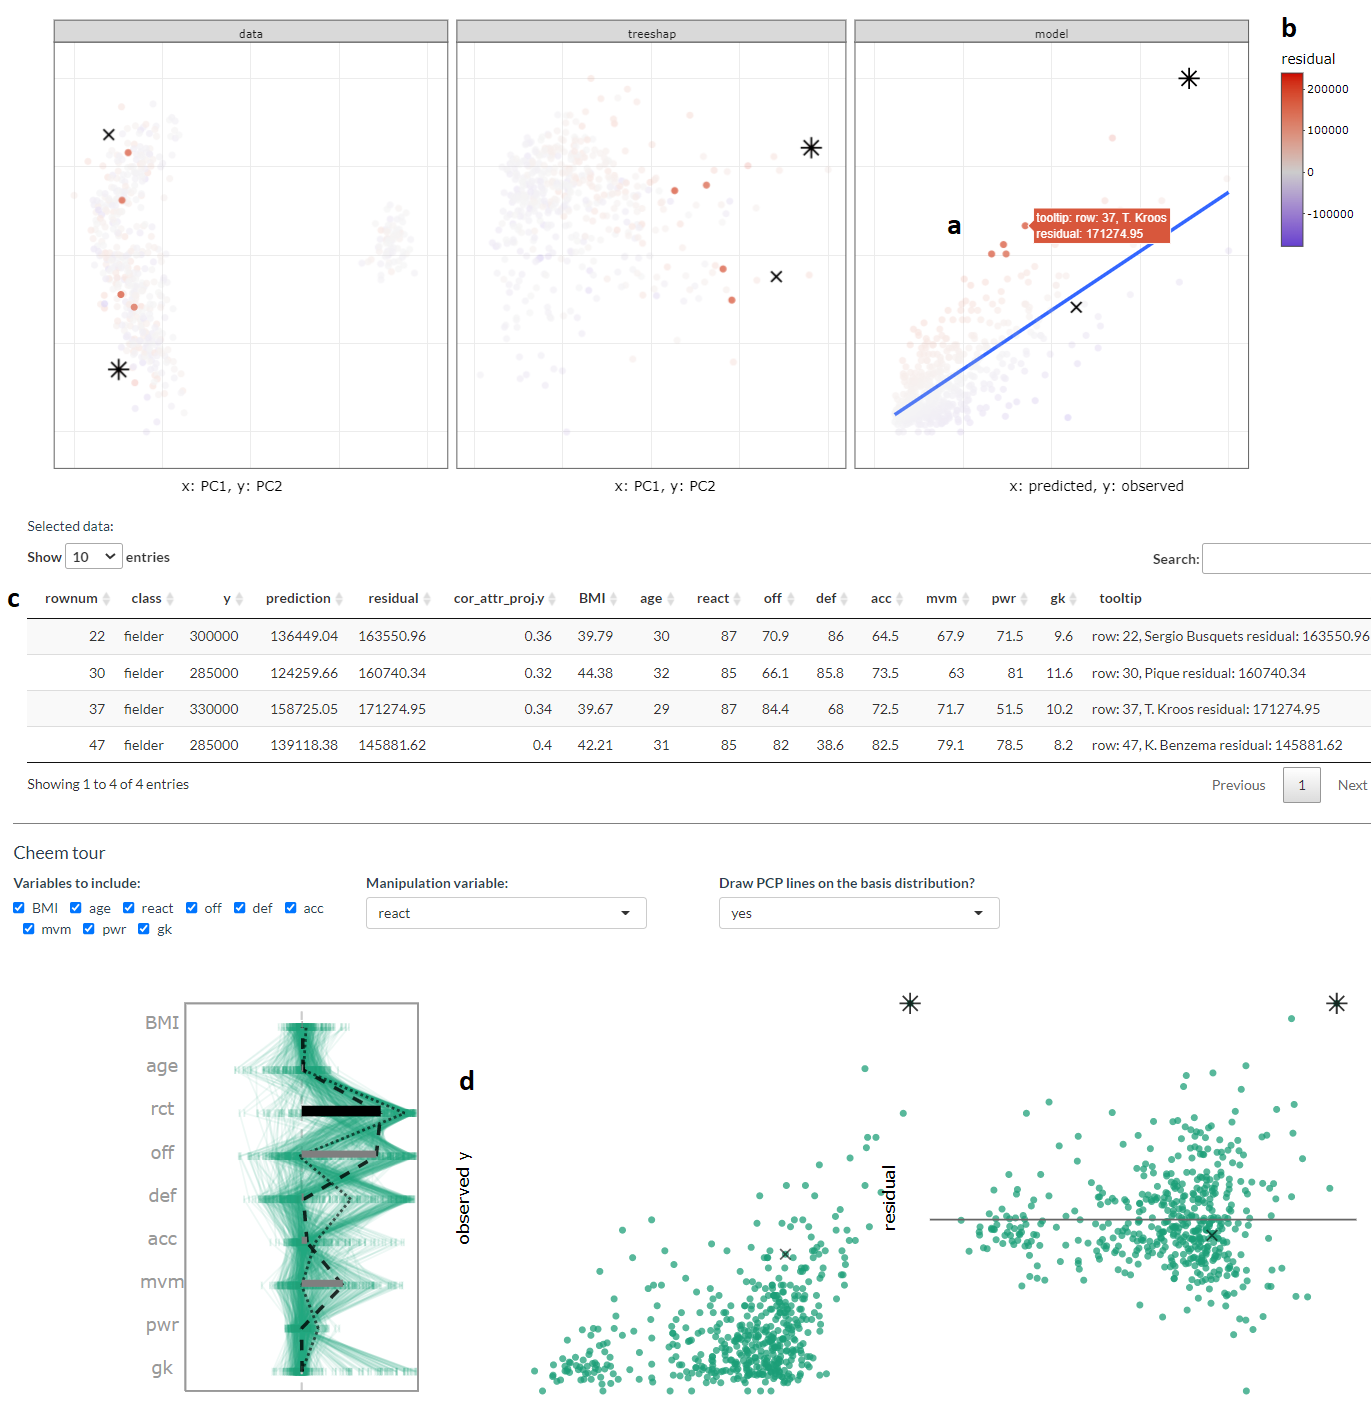 data treeshap model b
residual
200000
100000
0
-100000
a
tooltip: row: 37, T. Kroos
residual: 171274.95
x: PC1, y: PC2 x: PC1, y: PC2 x: predicted, y: observed
Selected data:
Show 10 entries Search:
c rownum class y prediction residual cor_attr_proj.y BMI age react off def acc mvm pwr gk tooltip
22 fielder 300000 136449.04 163550.96 0.36 39.79 30 87 70.9 86 64.5 67.9 71.5 9.6 row: 22, Sergio Busquets residual: 163550.96
30 fielder 285000 124259.66 160740.34 0.32 44.38 32 85 66.1 85.8 73.5 63 81 11.6 row: 30, Pique residual: 160740.34
37 fielder 330000 158725.05 171274.95 0.34 39.67 29 87 84.4 68 72.5 71.7 51.5 10.2 row: 37, T. Kroos residual: 171274.95
47 fielder 285000 139118.38 145881.62 0.4 42.21 31 85 82 38.6 82.5 79.1 78.5 8.2 row: 47, K. Benzema residual: 145881.62
Showing 1 to 4 of 4 entries Previous 1 Next
Cheem tour
Variables to include: Manipulation variable: Draw PCP lines on the basis distribution?
BMI age react off def acc
mvm pwr gk
react yes
BMI
age
rct
off
def
acc
mvm
pwr
gk
d
observed y
residual